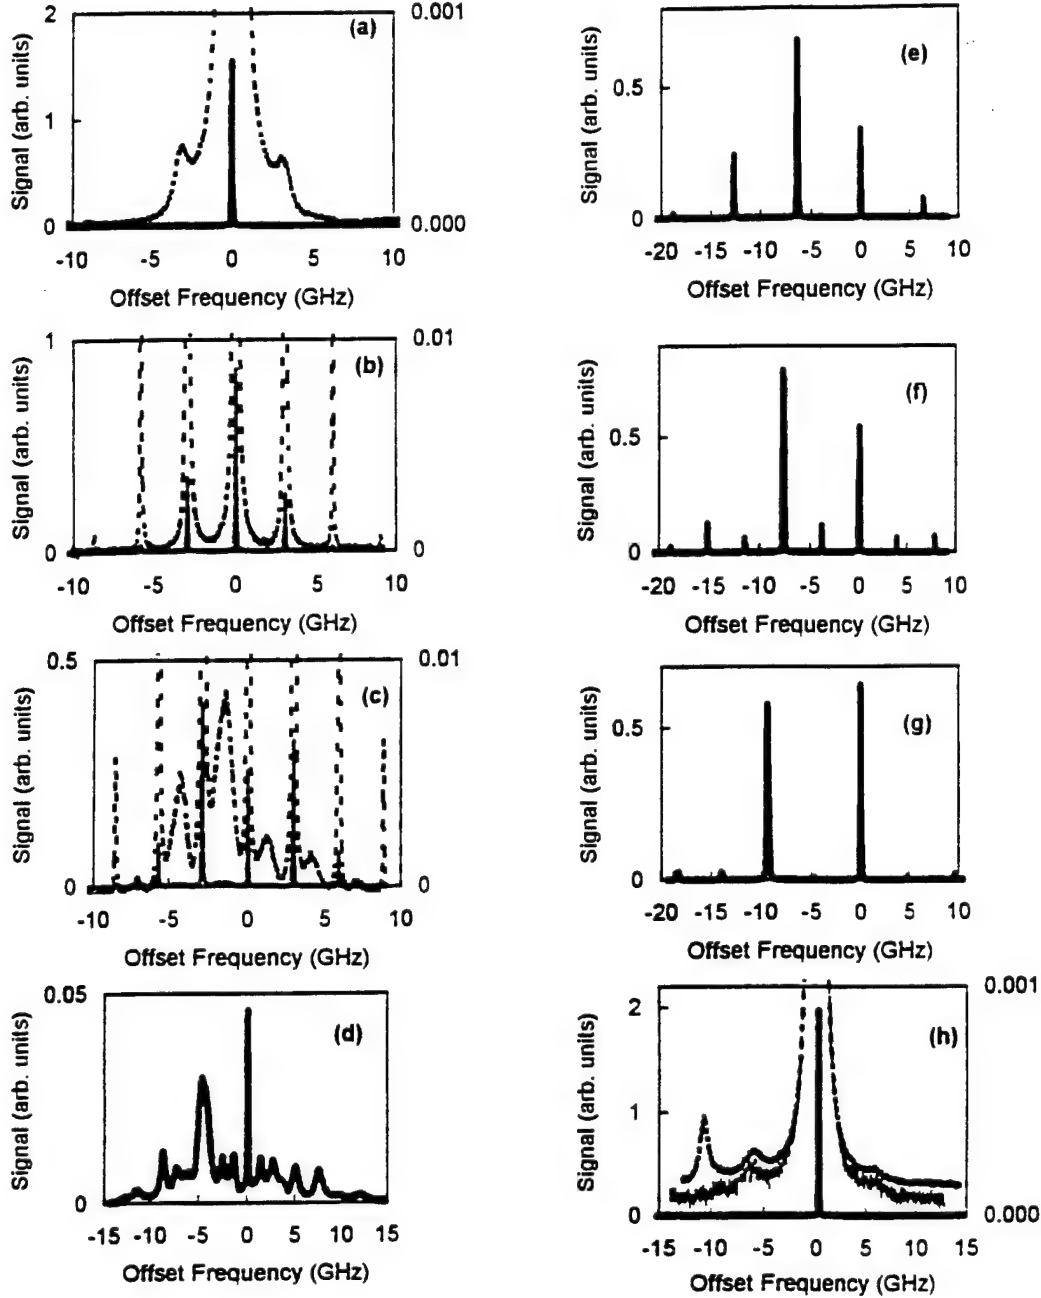 2
0.001
(a)
Signal (arb. units)
1
0
0.000
-10 -5 0 5 10
Offset Frequency (GHz)
1
0.01
(b)
Signal (arb. units)
0.5
0
0
-10 -5 0 5 10
Offset Frequency (GHz)
0.5
0.01
(c)
Signal (arb. units)
0
0
-10 -5 0 5 10
Offset Frequency (GHz)
0.05
(d)
Signal (arb. units)
0
-15 -10 -5 0 5 10 15
Offset Frequency (GHz)
(e)
Signal (arb. units)
0.5
0
-20 -15 -10 -5 0 5 10
Offset Frequency (GHz)
(f)
Signal (arb. units)
0.5
0
-20 -15 -10 -5 0 5 10
Offset Frequency (GHz)
(g)
Signal (arb. units)
0.5
0
-20 -15 -10 -5 0 5 10
Offset Frequency (GHz)
2
0.001
(h)
Signal (arb. units)
1
0
0.000
-15 -10 -5 0 5 10 15
Offset Frequency (GHz)